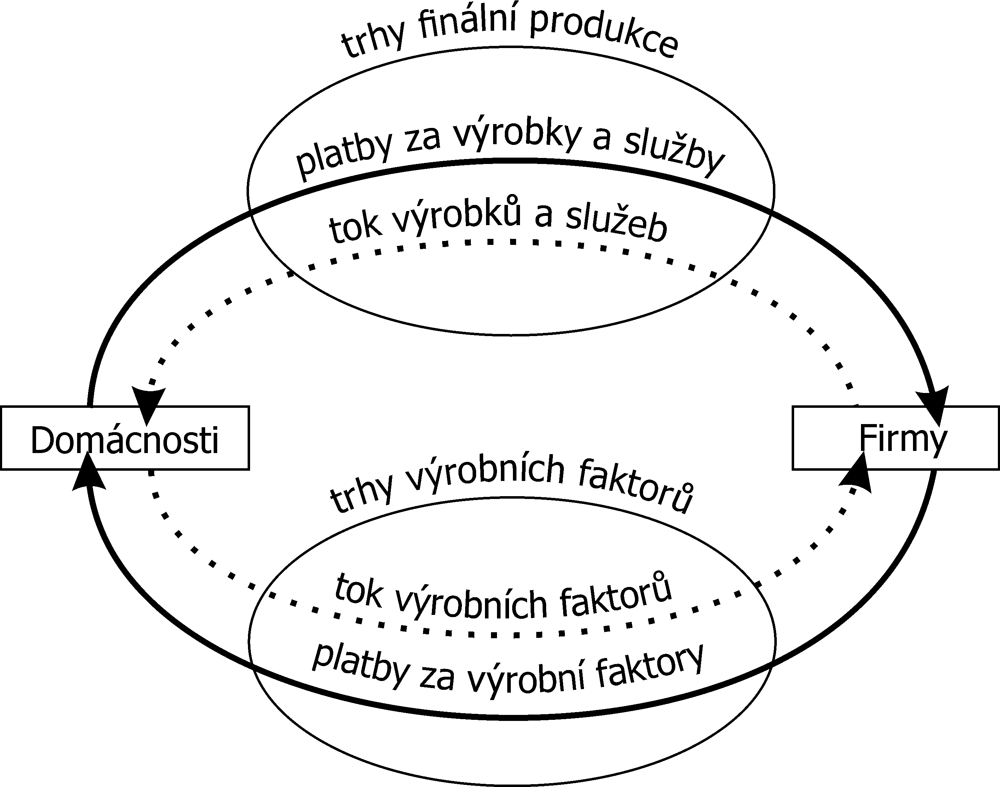 trhy finální produkce
platby za výrobky a služby
tok výrobků a služeb
Domácnosti
Firmy
trhy výrobních faktorů
tok výrobních faktorů
platby za výrobní faktory